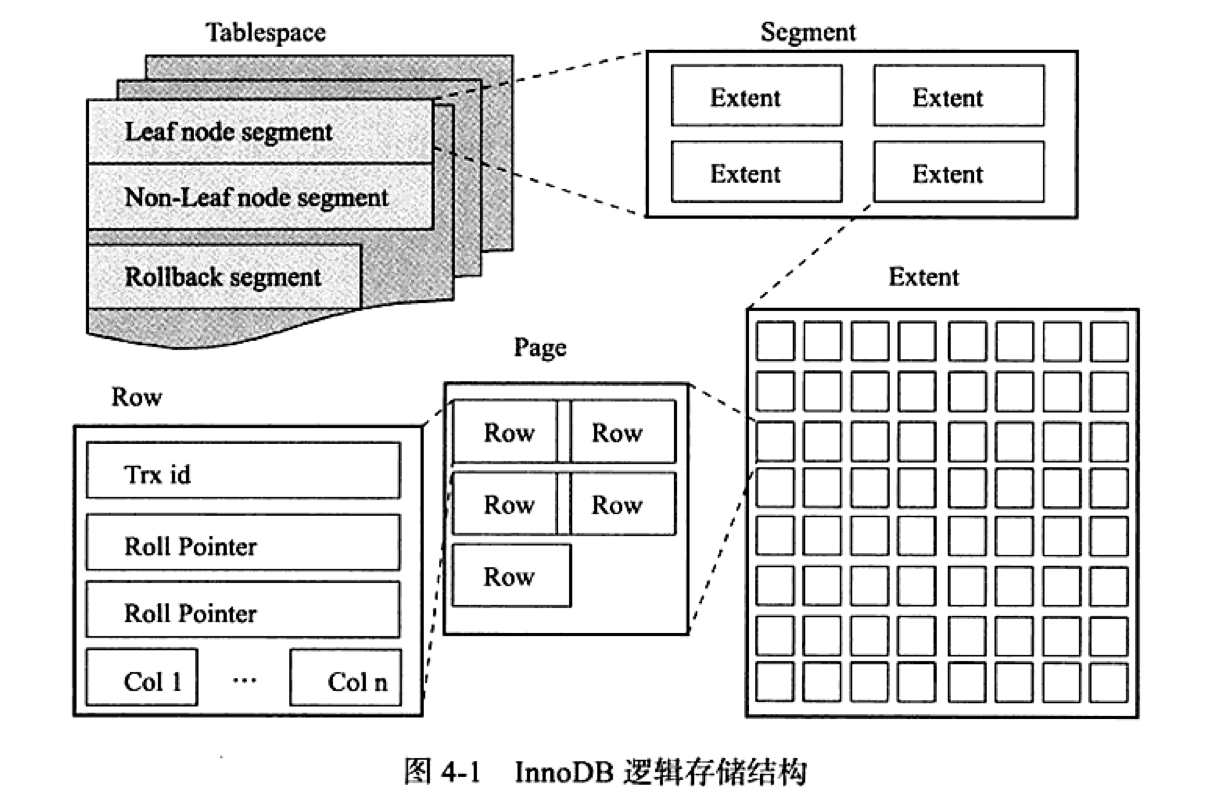 Tablespace
Leaf node segment
Non-Leaf node segment
Rollback segment
Segment
Extent Extent
Extent Extent
Extent
Page
Row Row
Row Row
Row
Row
Trx id
Roll Pointer
Roll Pointer
Col 1 ... Col n
图 4-1 InnoDB 逻辑存储结构